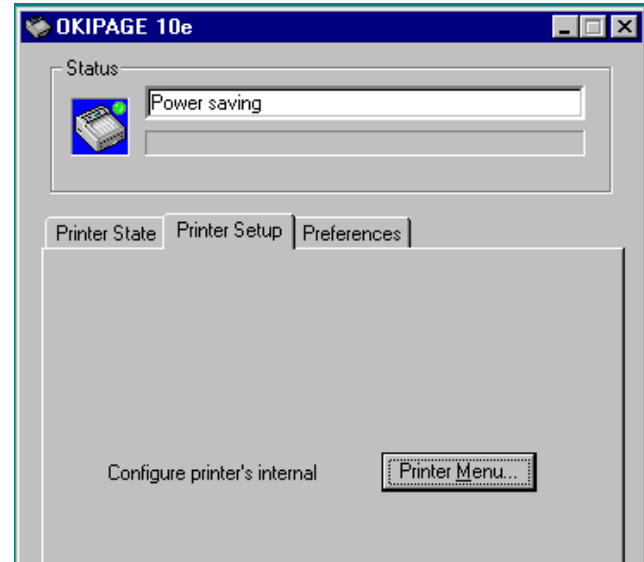 OKIPAGE 10e
Status
Power saving
Printer State Printer Setup Preferences
Configure printer's internal Printer Menu...